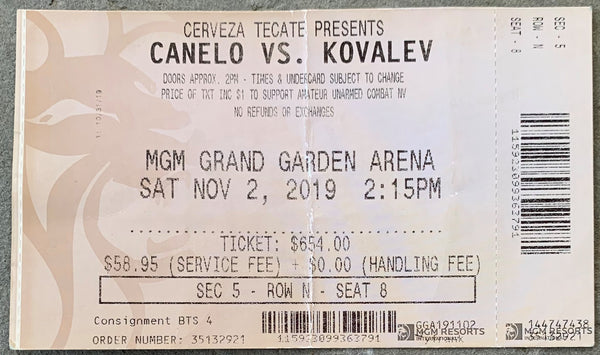 CERVEZA TECATE PRESENTS
CANELO VS. KOVALEV
DOORS APPROX. 2PM - TIMES & UNDERCARD SUBJECT TO CHANGE
PRICE OF TKT INC $1 TO SUPPORT AMATEUR UNARMED COMBAT NV
NO REFUNDS OR EXCHANGES
MGM GRAND GARDEN ARENA
SAT NOV 2, 2019 2:15PM
TICKET: $654.00
$58.95 (SERVICE FEE) + $0.00 (HANDLING FEE)
SEC 5 - ROW N - SEAT 8
Consignment BTS 4
ORDER NUMBER: 35132921
115923099363791
GGA191102
MGM RESORTS
SEC - 5
ROW - N
SEAT - 8
115923099363791
144747438
MGM RESORTS
35132921